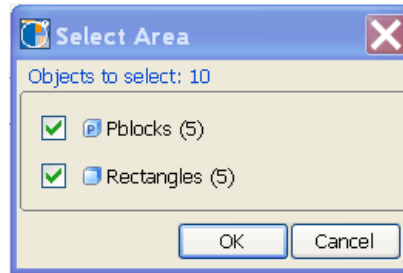 Select Area
Objects to select: 10
P Pblocks (5)
Rectangles (5)
OK Cancel